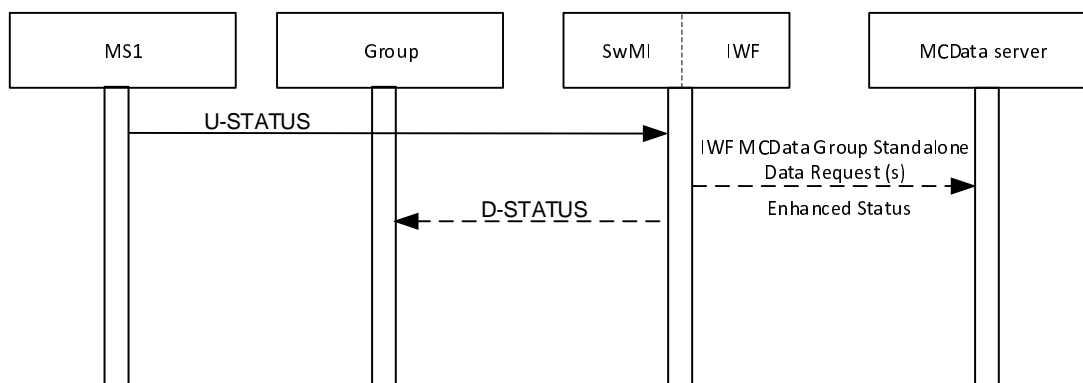 MS1
Group
SwMI
IWF
MCData server
U-STATUS
IWF MCData Group Standalone
Data Request (s)
Enhanced Status
D-STATUS